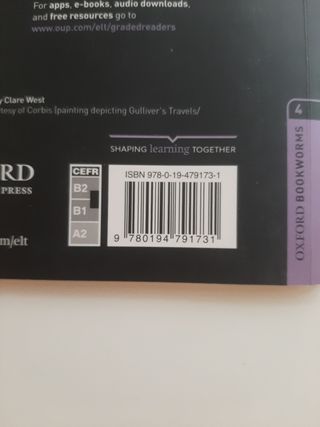 For apps, e-books, audio downloads,
and free resources go to
www.oup.com/elt/gradedreaders
y Clare West
tesy of Corbis (painting depicting Gulliver's Travels/
SHAPING learning TOGETHER
RD
PRESS
m/elt
CEFR
B2
B1
A2
ISBN 978-0-19-479173-1
9 780194 791731
4
OXFORD BOOKWORMS